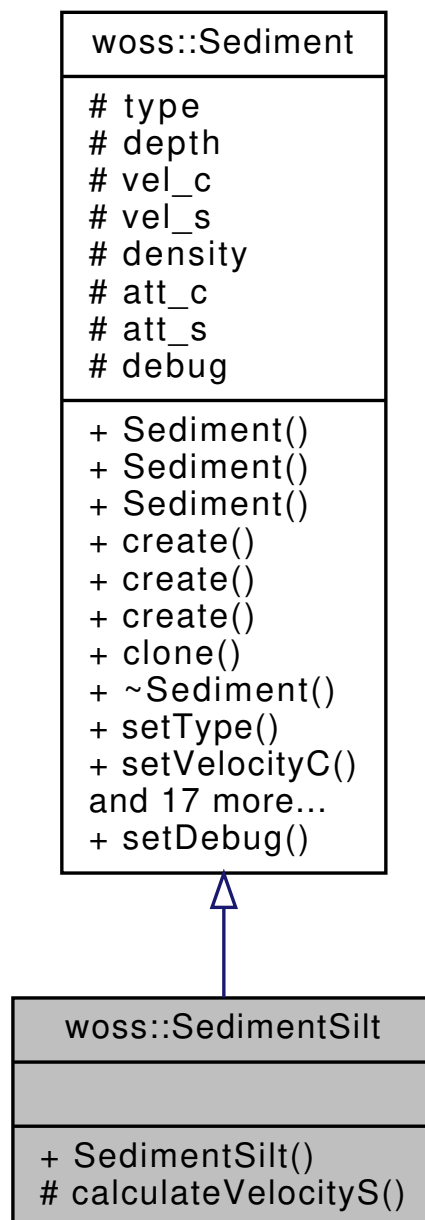 woss::Sediment
# type
# depth
# vel_c
# vel_s
# density
# att_c
# att_s
# debug
+ Sediment()
+ Sediment()
+ Sediment()
+ create()
+ create()
+ create()
+ clone()
+ ~Sediment()
+ setType()
+ setVelocityC()
and 17 more...
+ setDebug()
woss::SedimentSilt
+ SedimentSilt()
# calculateVelocityS()